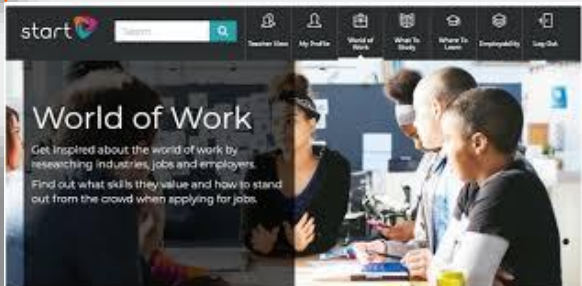 start
Search
Teacher View
My Profile
World of Work
What To Study
Where To Learn
Employability
Log Out
World of Work
Get inspired about the world of work by
researching industries, jobs and employers.
Find out what skills they value and how to stand
out from the crowd when applying for jobs.